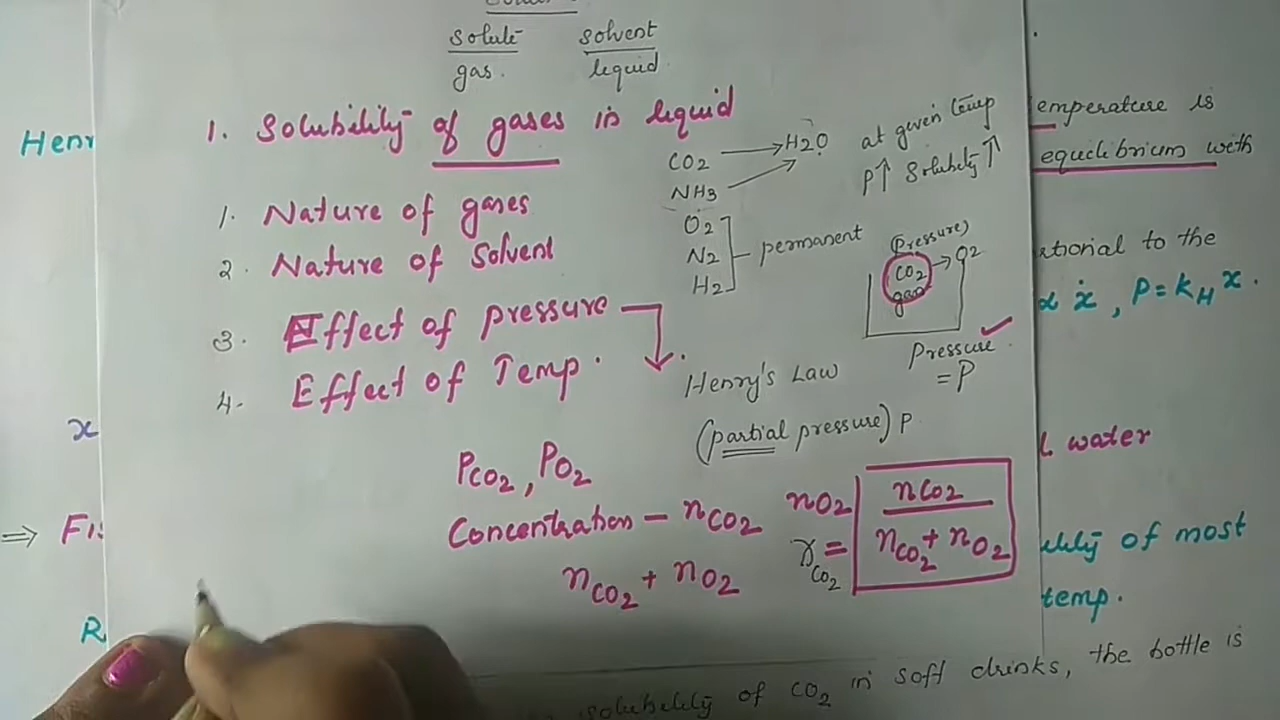 solute solvent
gas. liquid.
1. Solubility of gases in liquid
CO2 → H2O
NH3
at given temp
P↑ Solubility ↑
1. Nature of gases
2. Nature of Solvent
3. Effect of pressure
4. Effect of Temp.
O2
N2
H2
permanent
(pressure)
CO2 → O2
gas
Pressure
= P
Henry's Law
(partial pressure) P
PCO2, PO2
Concentration - nCO2 nO2
nCO2 + nO2
xCO2 = nCO2
nCO2 + nO2
Henr
x
⇒ Fis
R
emperature is
equilibrium with
rtional to the
α x, P = KH x.
water
ility of most
temp.
solubility of CO2 in soft drinks, the bottle is